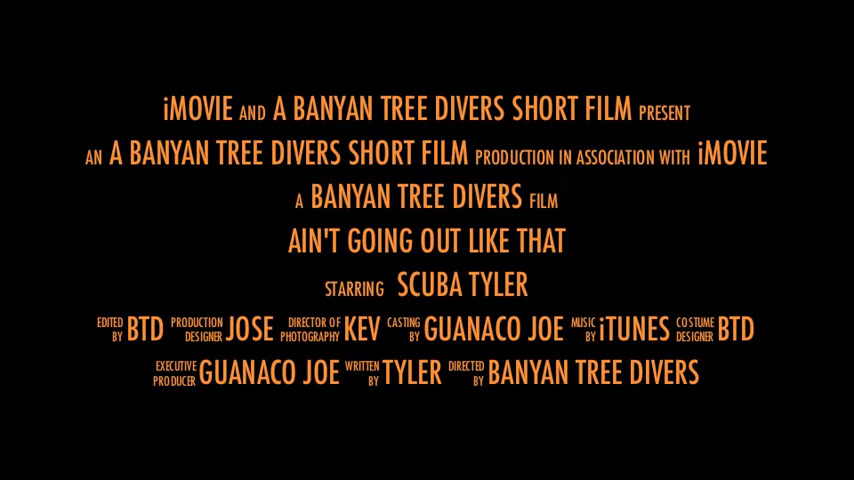 iMOVIE AND A BANYAN TREE DIVERS SHORT FILM PRESENT
AN A BANYAN TREE DIVERS SHORT FILM PRODUCTION IN ASSOCIATION WITH iMOVIE
A BANYAN TREE DIVERS FILM
AIN'T GOING OUT LIKE THAT
STARRING SCUBA TYLER
EDITED BY BTD PRODUCTION DESIGNER JOSE DIRECTOR OF PHOTOGRAPHY KEV CASTING BY GUANACO JOE MUSIC BY iTUNES COSTUME DESIGNER BTD
EXECUTIVE PRODUCER GUANACO JOE WRITTEN BY TYLER DIRECTED BY BANYAN TREE DIVERS